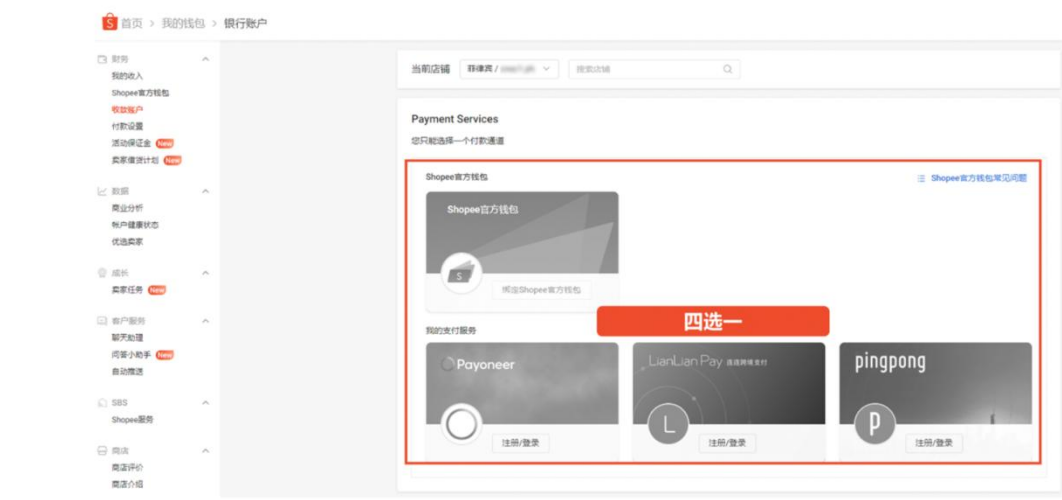 首页 > 我的钱包 > 银行账户
财务
我的收入
Shopee官方钱包
收款账户
付款设置
活动保证金 New
卖家借贷计划 New
数据
商业分析
帐户健康状态
优选卖家
成长
卖家任务 New
客户服务
聊天助理
问答小助手 New
自动推送
SBS
Shopee服务
商店
商店评价
商店介绍
当前店铺 菲律宾 / 搜索店铺
Payment Services
您只能选择一个付款通道
Shopee官方钱包 Shopee官方钱包常见问题
Shopee官方钱包
S
绑定Shopee官方钱包
四选一
我的支付服务
Payoneer
注册/登录
LianLian Pay 连连跨境支付
L
注册/登录
pingpong
P
注册/登录